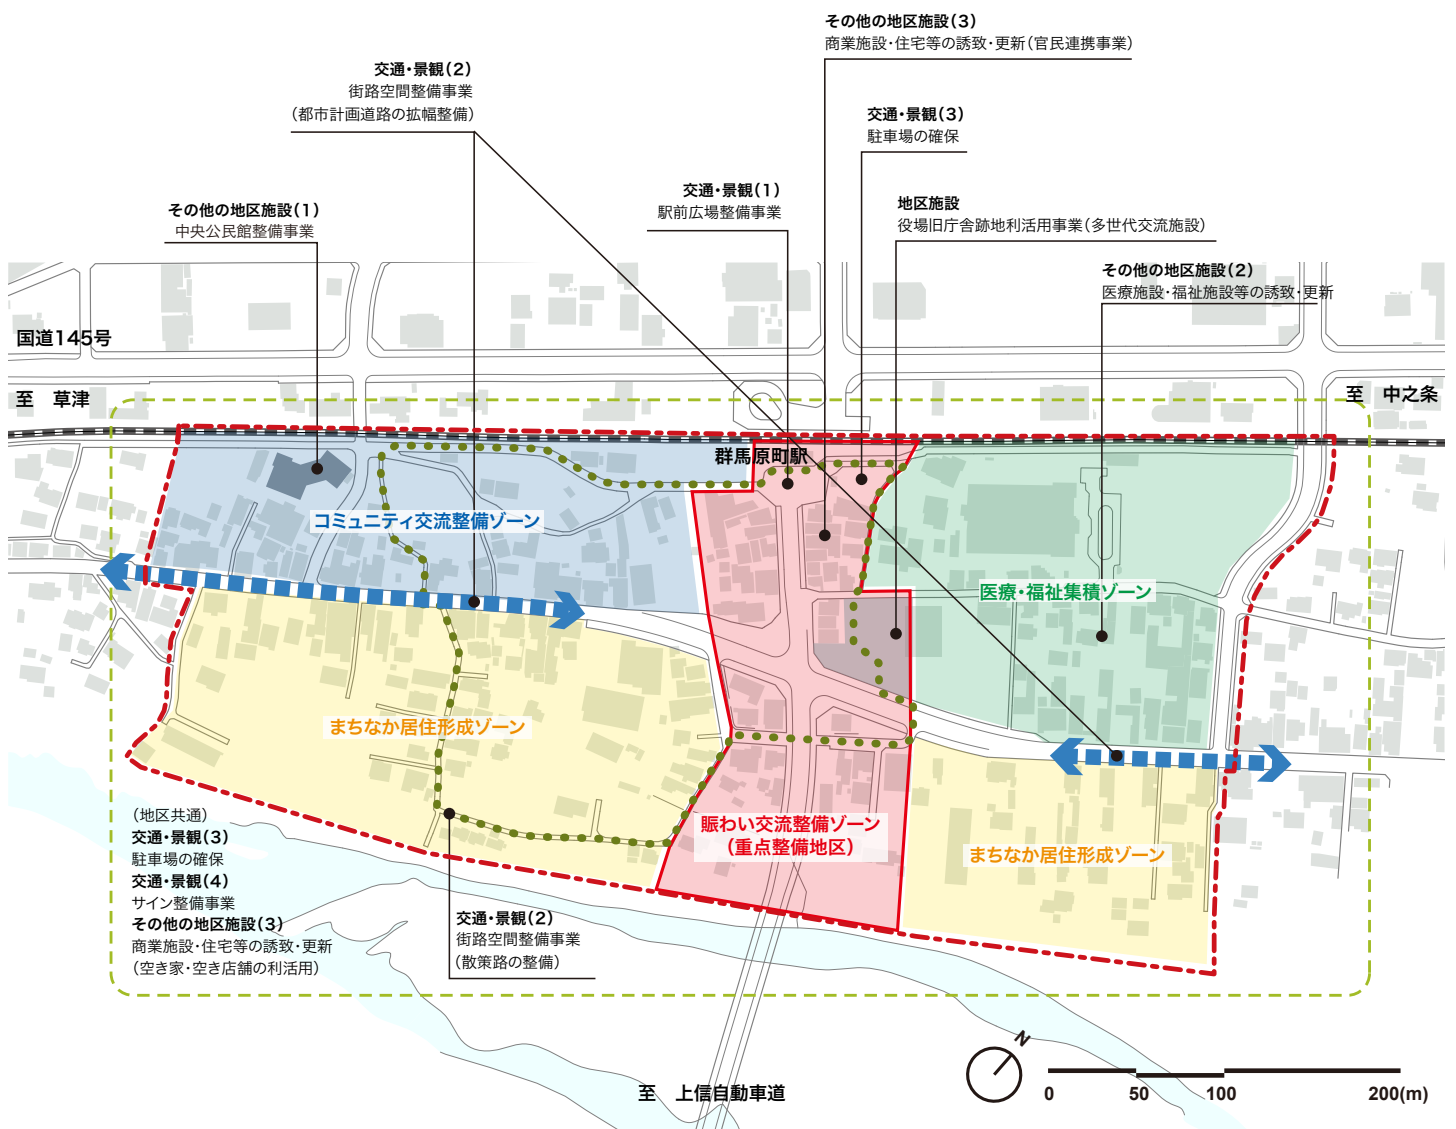 その他の地区施設(3)
商業施設・住宅等の誘致・更新(官民連携事業)
交通・景観(2)
街路空間整備事業
(都市計画道路の拡幅整備)
交通・景観(3)
駐車場の確保
交通・景観(1)
駅前広場整備事業
地区施設
役場旧庁舎跡地利活用事業(多世代交流施設)
その他の地区施設(1)
中央公民館整備事業
その他の地区施設(2)
医療施設・福祉施設等の誘致・更新
国道145号
至 草津
至 中之条
群馬原町駅
コミュニティ交流整備ゾーン
医療・福祉集積ゾーン
まちなか居住形成ゾーン
賑わい交流整備ゾーン
(重点整備地区)
まちなか居住形成ゾーン
(地区共通)
交通・景観(3)
駐車場の確保
交通・景観(4)
サイン整備事業
その他の地区施設(3)
商業施設・住宅等の誘致・更新
(空き家・空き店舗の利活用)
交通・景観(2)
街路空間整備事業
(散策路の整備)
至 上信自動車道
N
0 50 100 200(m)